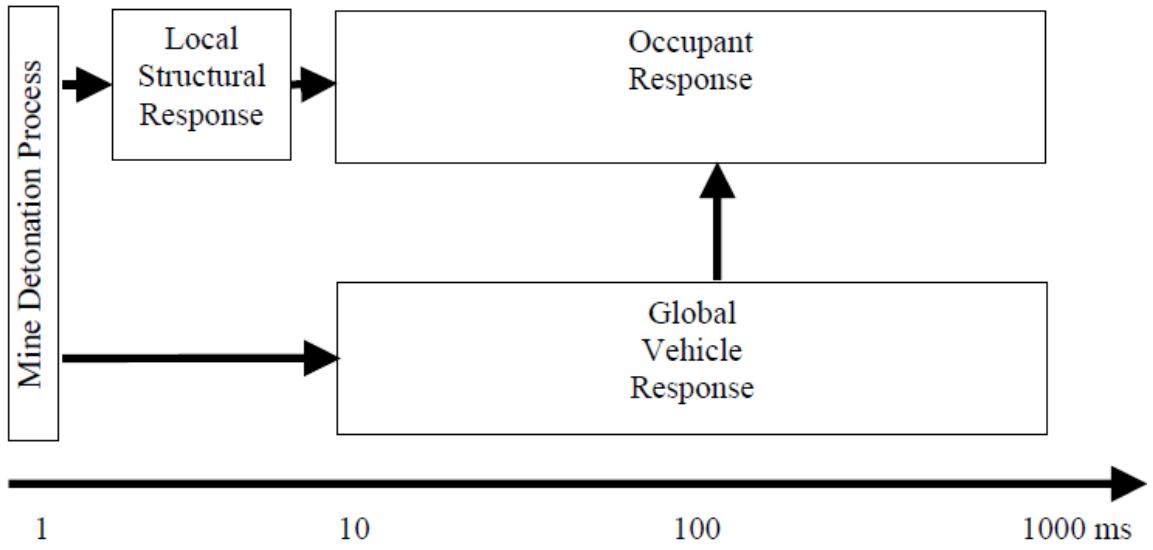 Mine Detonation Process
Local
Structural
Response
Occupant
Response
Global
Vehicle
Response
1 10 100 1000 ms